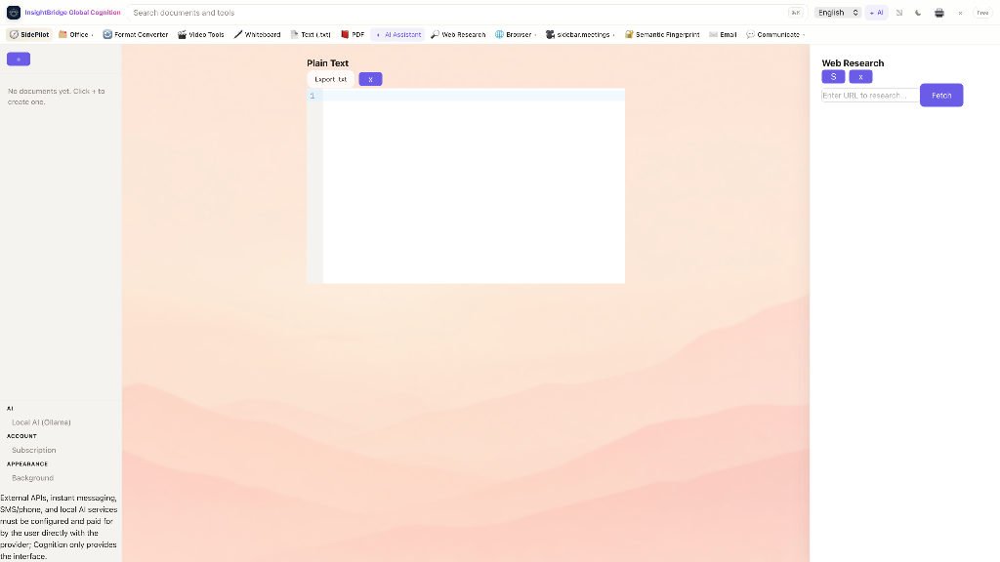 InsightBridge Global Cognition
Search documents and tools
⌘K
English
+ AI
Free
SidePilot
Office
Format Converter
Video Tools
Whiteboard
Text (.txt)
PDF
+ AI Assistant
Web Research
Browser
sidebar.meetings
Semantic Fingerprint
Email
Communicate
+
No documents yet. Click + to
create one.
Plain Text
Export .txt
x
1
Web Research
S
x
Enter URL to research ...
Fetch
AI
Local AI (Ollama)
ACCOUNT
Subscription
APPEARANCE
Background
External APIs, instant messaging,
SMS/phone, and local AI services
must be configured and paid for
by the user directly with the
provider; Cognition only provides
the interface.